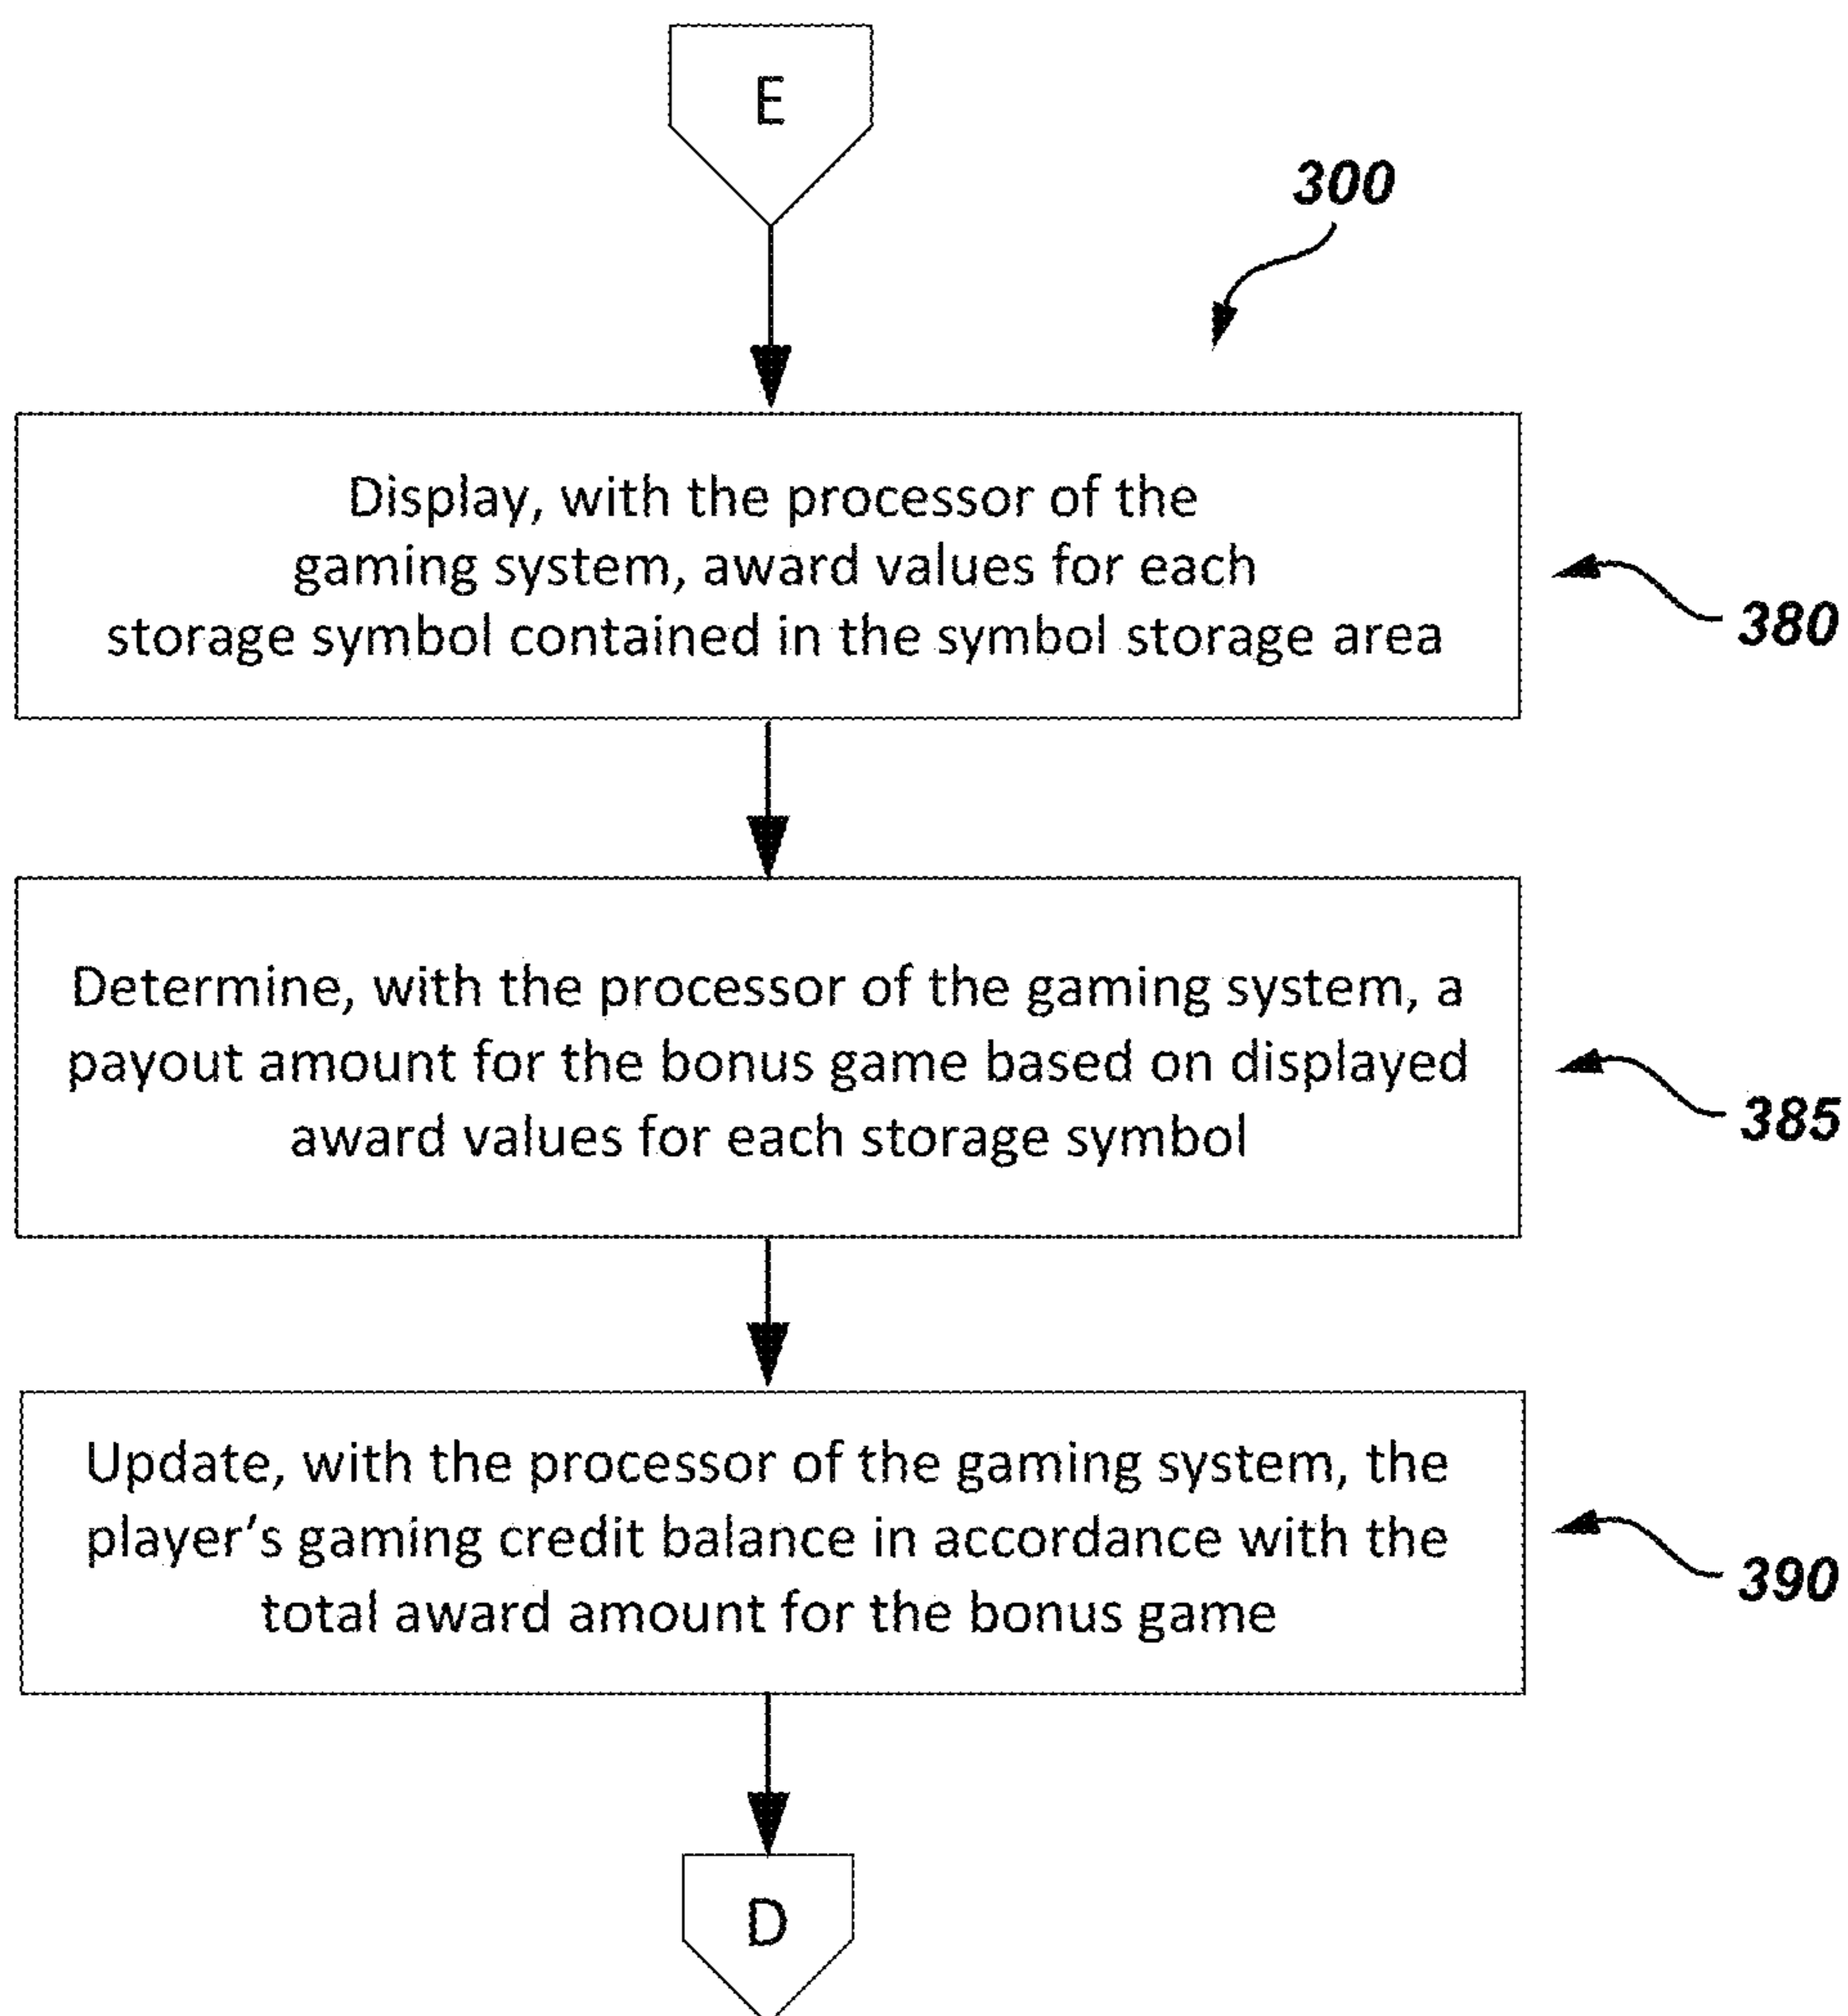 E
300
Display, with the processor of the
gaming system, award values for each
storage symbol contained in the symbol storage area
380
Determine, with the processor of the gaming system, a
payout amount for the bonus game based on displayed
award values for each storage symbol
385
Update, with the processor of the gaming system, the
player's gaming credit balance in accordance with the
total award amount for the bonus game
390
D